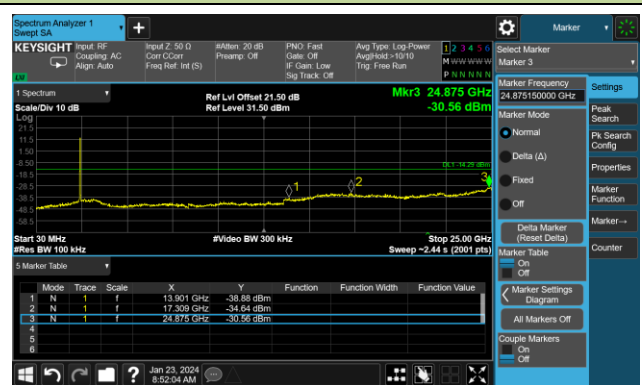 Spectrum Analyzer 1
Swept SA
+
Marker
KEYSIGHT
Input: RF
Coupling: AC
Align: Auto
Input Z: 50 Ω
Corr CCorr
Freq Ref: Int (S)
#Atten: 20 dB
Preamp: Off
PNO: Fast
Gate: Off
IF Gain: Low
Sig Track: Off
Avg Type: Log-Power
Avg|Hold:>10/10
Trig: Free Run
1 2 3 4 5 6
M W W W W W
P N N N N N
LXI
Select Marker
Marker 3
1 Spectrum
Scale/Div 10 dB
Log
Ref Lvl Offset 21.50 dB
Ref Level 31.50 dBm
Mkr3 24.875 GHz
-30.56 dBm
21.5
11.5
1.50
-8.50
-18.5
-28.5
-38.5
-48.5
-58.5
DL1 -14.29 dBm
1
2
3
Start 30 MHz
#Res BW 100 kHz
#Video BW 300 kHz
Stop 25.00 GHz
Sweep ~2.44 s (2001 pts)
5 Marker Table
Mode Trace Scale X Y Function Function Width Function Value
1 N 1 f 13.901 GHz -38.88 dBm
2 N 1 f 17.309 GHz -34.64 dBm
3 N 1 f 24.875 GHz -30.56 dBm
4
5
6
Marker Frequency
24.875150000 GHz
Marker Mode
Normal
Delta (Δ)
Fixed
Off
Delta Marker
(Reset Delta)
Marker Table
On
Off
Marker Settings
Diagram
All Markers Off
Couple Markers
On
Off
Settings
Peak
Search
Pk Search
Config
Properties
Marker
Function
Marker→
Counter
?
Jan 23, 2024
8:52:04 AM